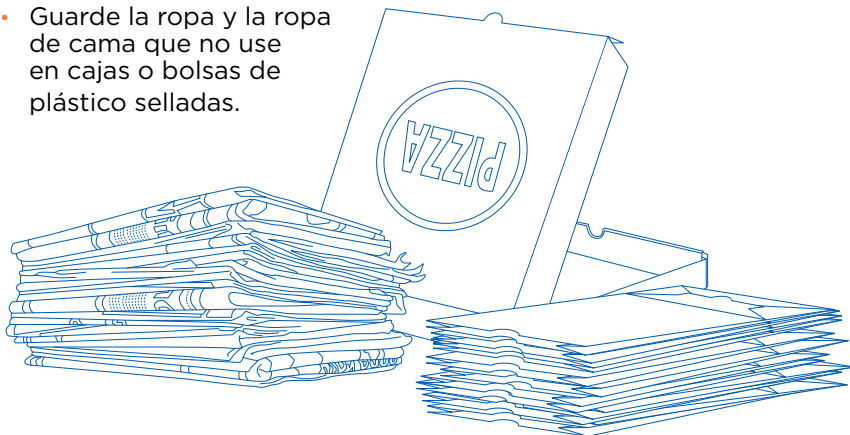 • Guarde la ropa y la ropa
de cama que no use
en cajas o bolsas de
plástico selladas.
PIZZA